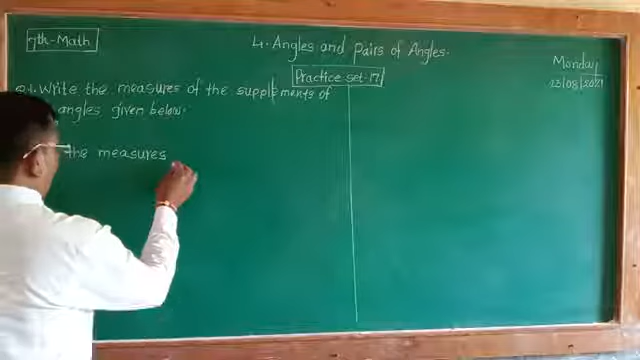 7th-Math
4. Angles and Pairs of Angles.
Monday
23/08/2021
Practice set-17
Q.1. Write the measures of the supplements of
angles given below.
the measures